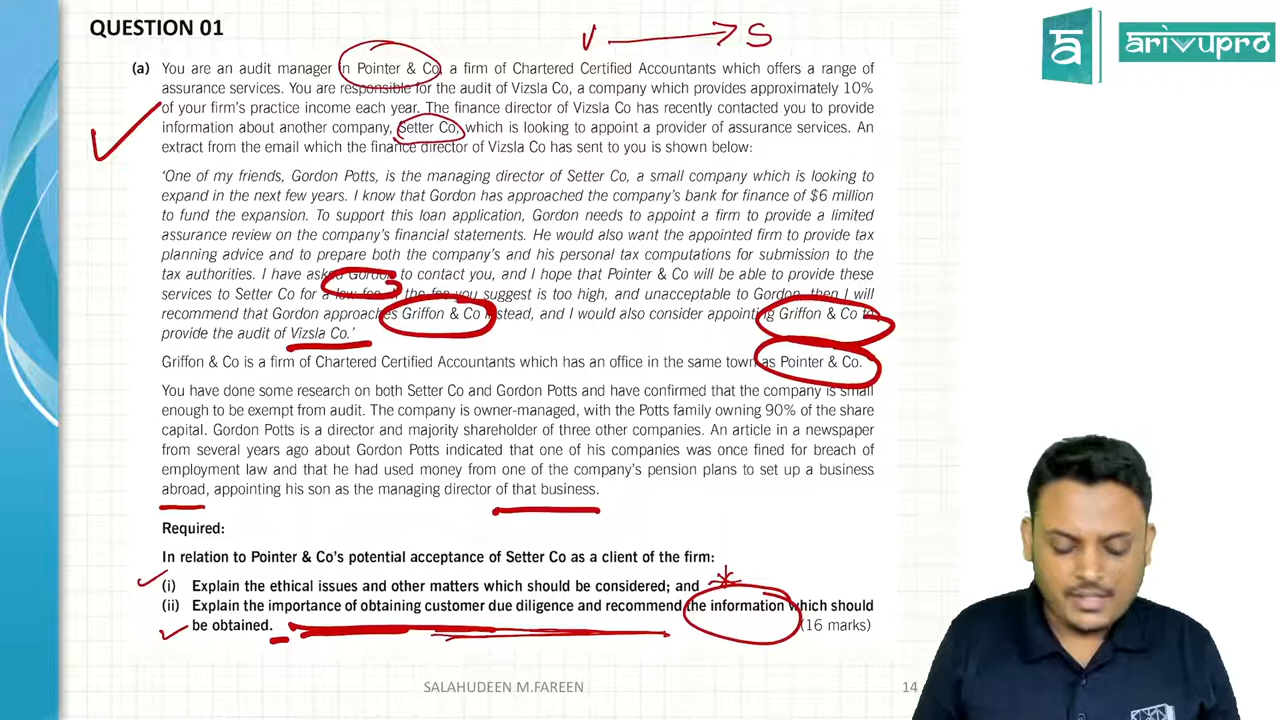 QUESTION 01
V → S
arivupro
(a) You are an audit manager in Pointer & Co, a firm of Chartered Certified Accountants which offers a range of
assurance services. You are responsible for the audit of Vizsla Co, a company which provides approximately 10%
of your firm's practice income each year. The finance director of Vizsla Co has recently contacted you to provide
information about another company, Setter Co, which is looking to appoint a provider of assurance services. An
extract from the email which the finance director of Vizsla Co has sent to you is shown below:
'One of my friends, Gordon Potts, is the managing director of Setter Co, a small company which is looking to
expand in the next few years. I know that Gordon has approached the company's bank for finance of $6 million
to fund the expansion. To support this loan application, Gordon needs to appoint a firm to provide a limited
assurance review on the company's financial statements. He would also want the appointed firm to provide tax
planning advice and to prepare both the company's and his personal tax computations for submission to the
tax authorities. I have asked Gordon to contact you, and I hope that Pointer & Co will be able to provide these
services to Setter Co for a low fee. If the fee you suggest is too high, and unacceptable to Gordon, then I will
recommend that Gordon approaches Griffon & Co instead, and I would also consider appointing Griffon & Co to
provide the audit of Vizsla Co.'
Griffon & Co is a firm of Chartered Certified Accountants which has an office in the same town as Pointer & Co.
You have done some research on both Setter Co and Gordon Potts and have confirmed that the company is small
enough to be exempt from audit. The company is owner-managed, with the Potts family owning 90% of the share
capital. Gordon Potts is a director and majority shareholder of three other companies. An article in a newspaper
from several years ago about Gordon Potts indicated that one of his companies was once fined for breach of
employment law and that he had used money from one of the company's pension plans to set up a business
abroad, appointing his son as the managing director of that business.
Required:
In relation to Pointer & Co's potential acceptance of Setter Co as a client of the firm:
(i) Explain the ethical issues and other matters which should be considered; and
(ii) Explain the importance of obtaining customer due diligence and recommend the information which should
be obtained. (16 marks)
SALAHUDEEN M.FAREEN 14